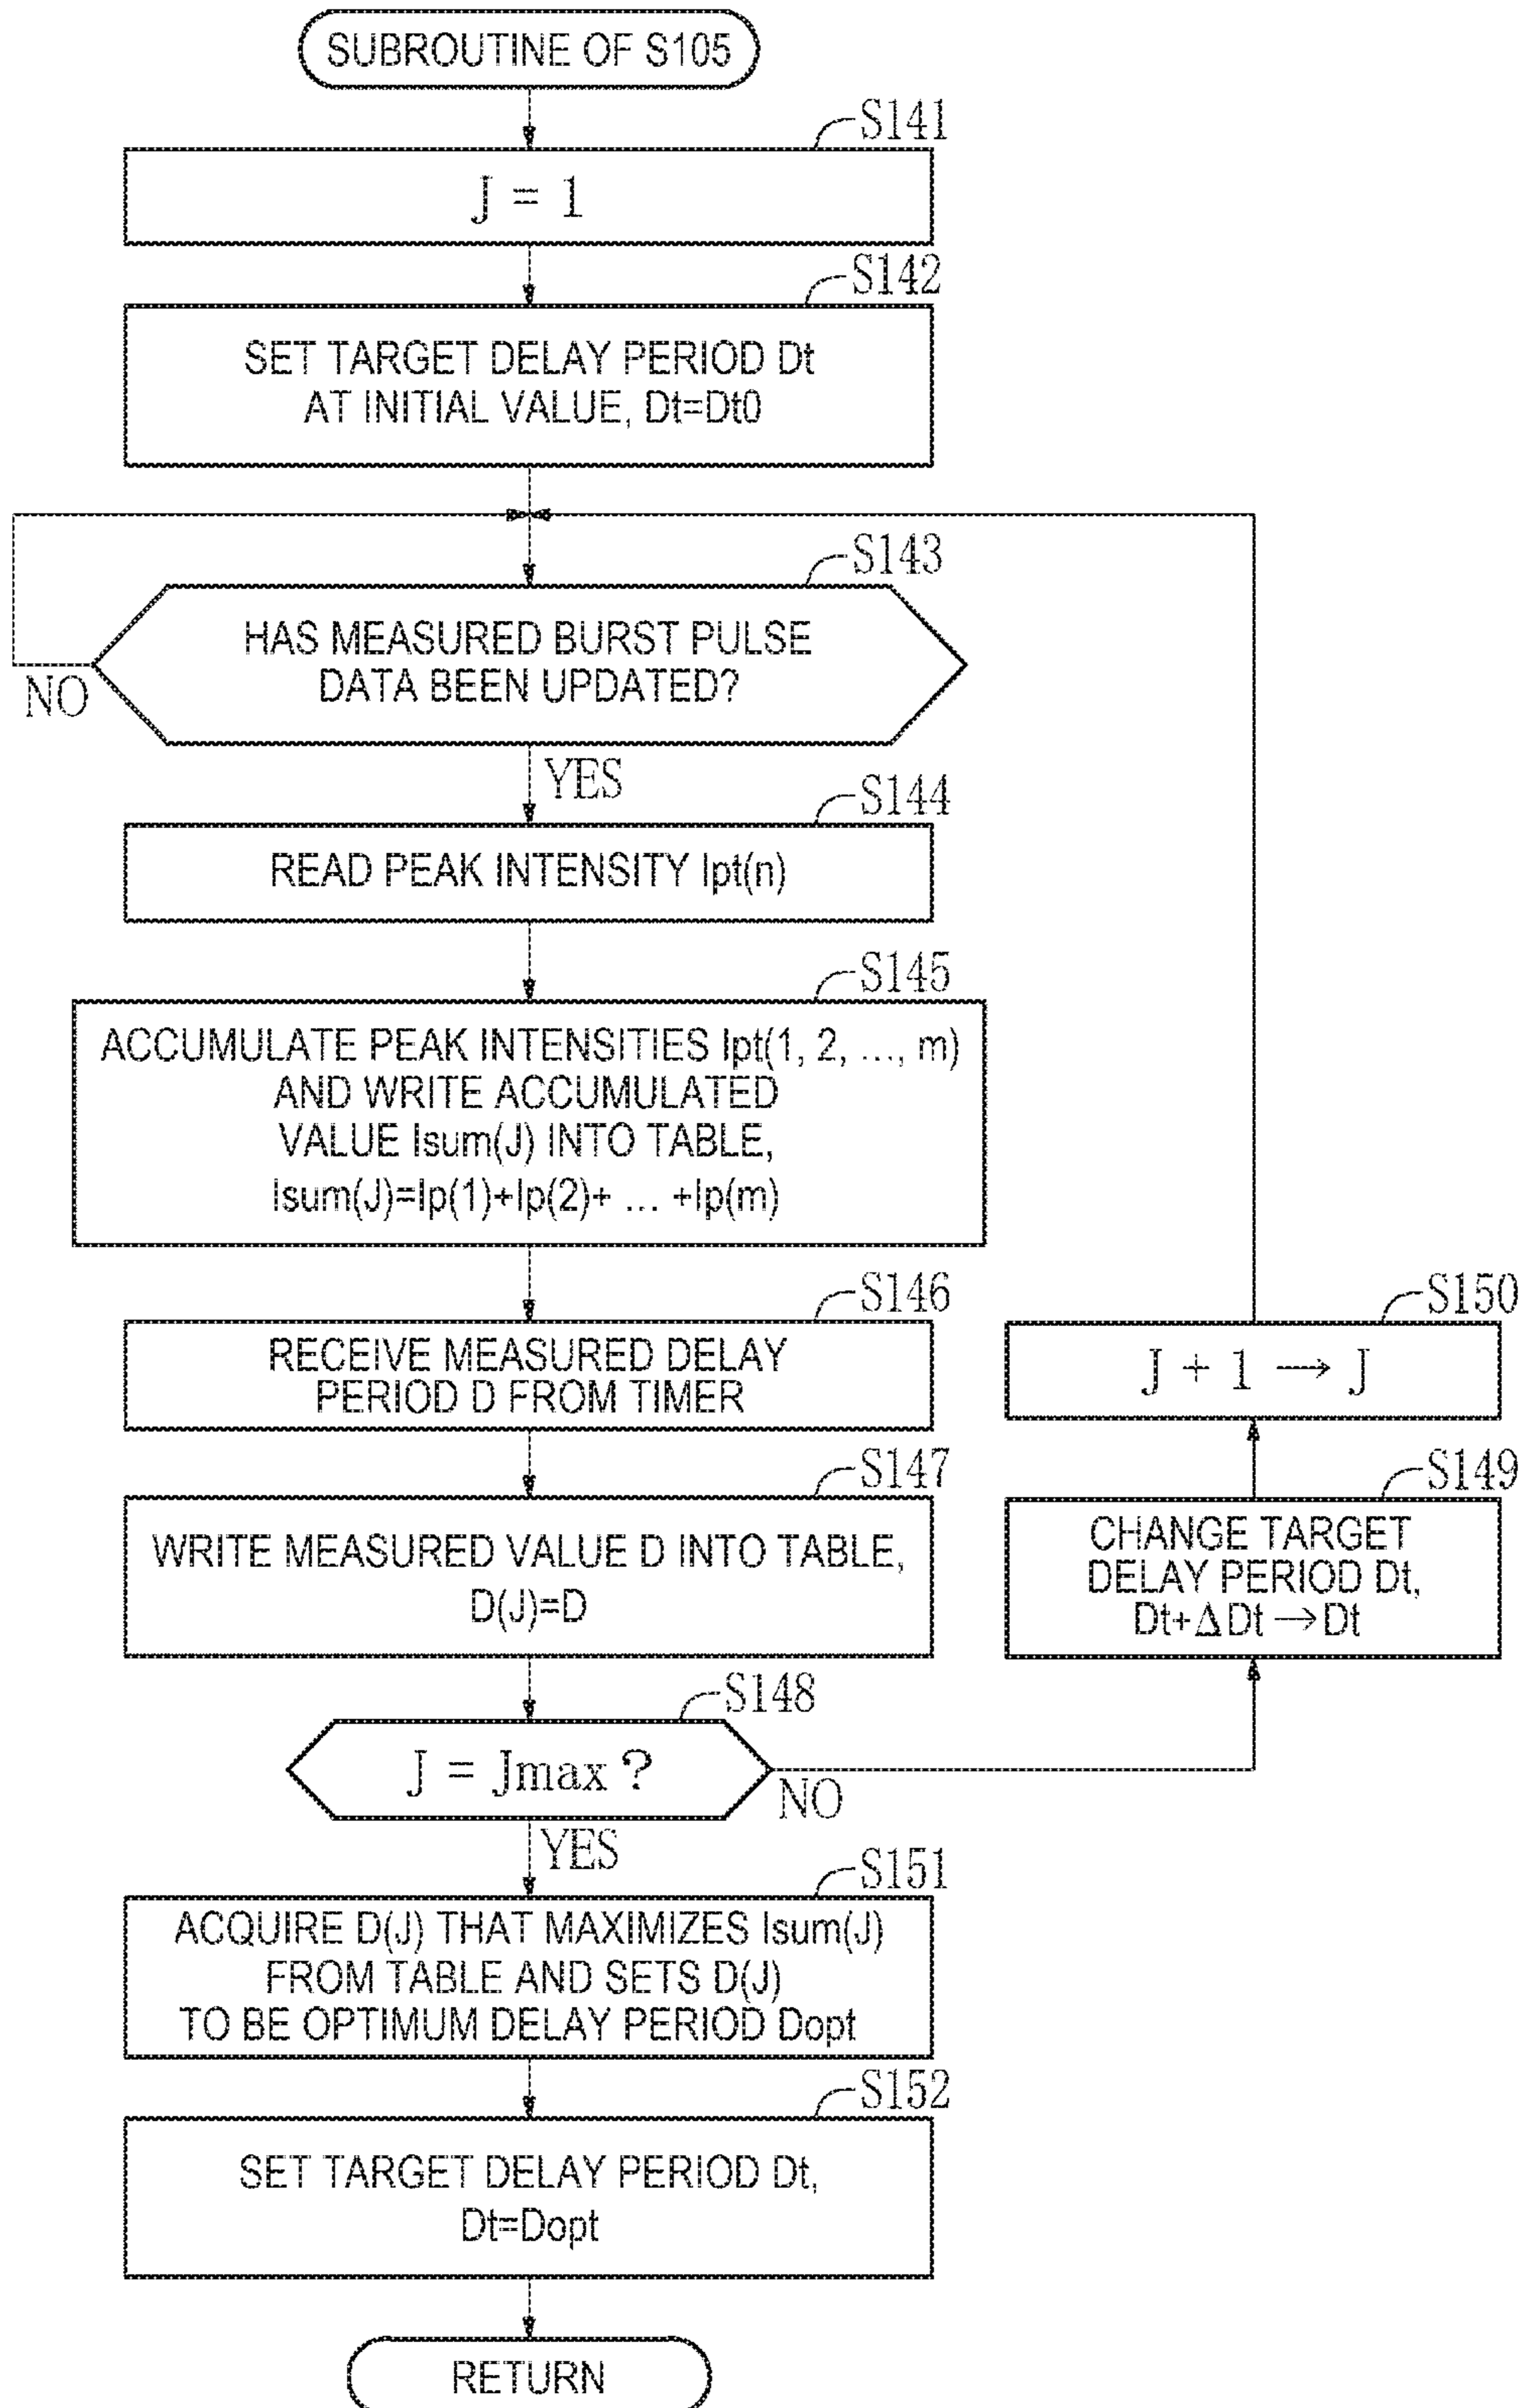 SUBROUTINE OF S105
S141
J = 1
S142
SET TARGET DELAY PERIOD Dt
AT INITIAL VALUE, Dt=Dt0
S143
HAS MEASURED BURST PULSE
DATA BEEN UPDATED?
NO
YES
S144
READ PEAK INTENSITY Ipt(n)
S145
ACCUMULATE PEAK INTENSITIES Ipt(1, 2, ..., m)
AND WRITE ACCUMULATED
VALUE Isum(J) INTO TABLE,
Isum(J)=Ip(1)+Ip(2)+ ... +Ip(m)
S146
RECEIVE MEASURED DELAY
PERIOD D FROM TIMER
S147
WRITE MEASURED VALUE D INTO TABLE,
D(J)=D
S148
J = Jmax ?
NO
S149
CHANGE TARGET
DELAY PERIOD Dt,
Dt+ΔDt → Dt
S150
J + 1 → J
YES
S151
ACQUIRE D(J) THAT MAXIMIZES Isum(J)
FROM TABLE AND SETS D(J)
TO BE OPTIMUM DELAY PERIOD Dopt
S152
SET TARGET DELAY PERIOD Dt,
Dt=Dopt
RETURN